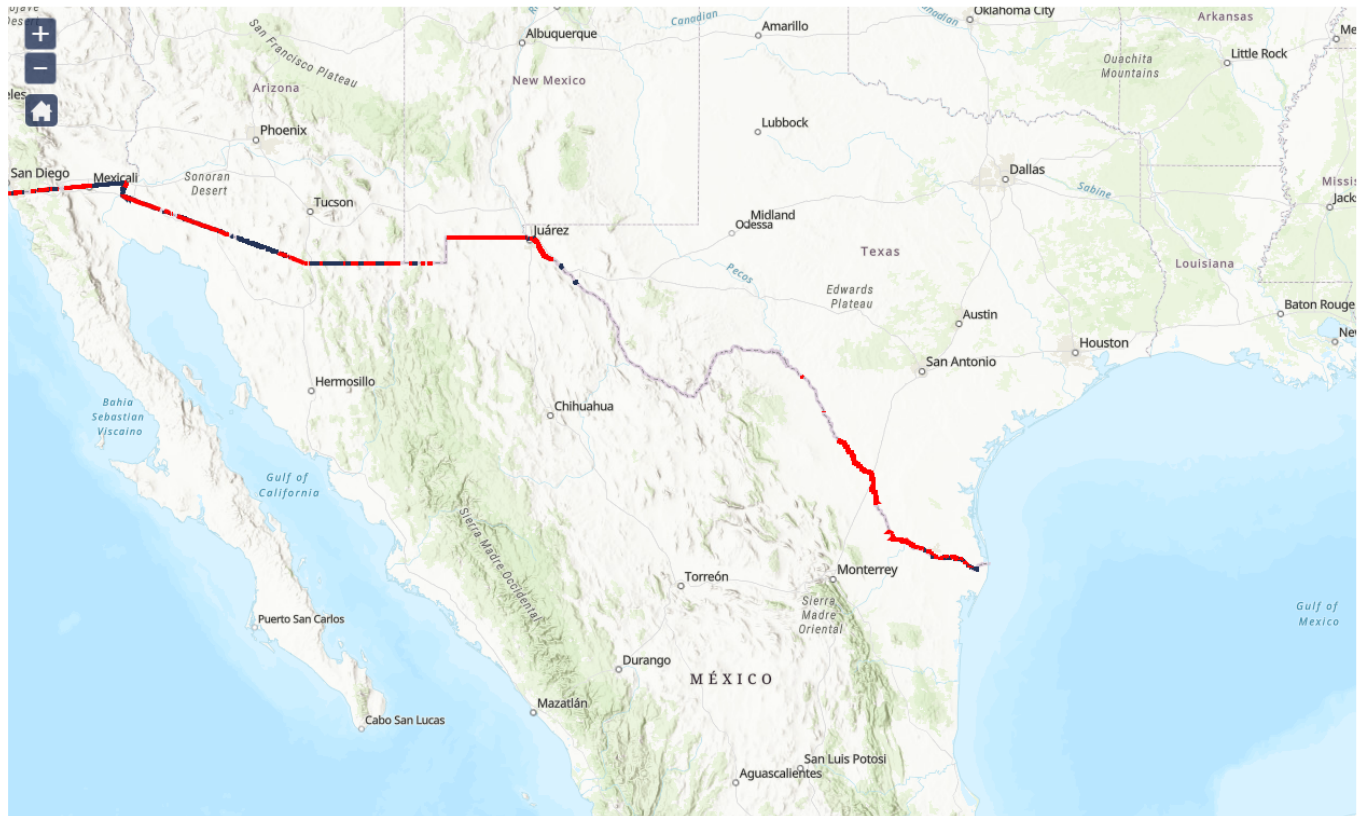 Desert
Oklahoma City
Canadian
Arkansas
+
Albuquerque
Amarillo
San Francisco Plateau
Little Rock
Ouachita
Mountains
−
New Mexico
Arizona
Phoenix
Lubbock
San Diego
Mexicali
Sonoran
Desert
Dallas
Sabine
Tucson
Midland
Odessa
Juárez
Texas
Louisiana
Pecos
Edwards
Plateau
Baton Rouge
Austin
Houston
San Antonio
Hermosillo
Chihuahua
Bahia
Sebastian
Viscaino
Gulf of
California
Sierra Madre Occidental
Monterrey
Torreón
Sierra
Madre
Oriental
Gulf of
Mexico
Puerto San Carlos
Durango
MÉXICO
Mazatlán
Cabo San Lucas
San Luis Potosi
Aguascalientes